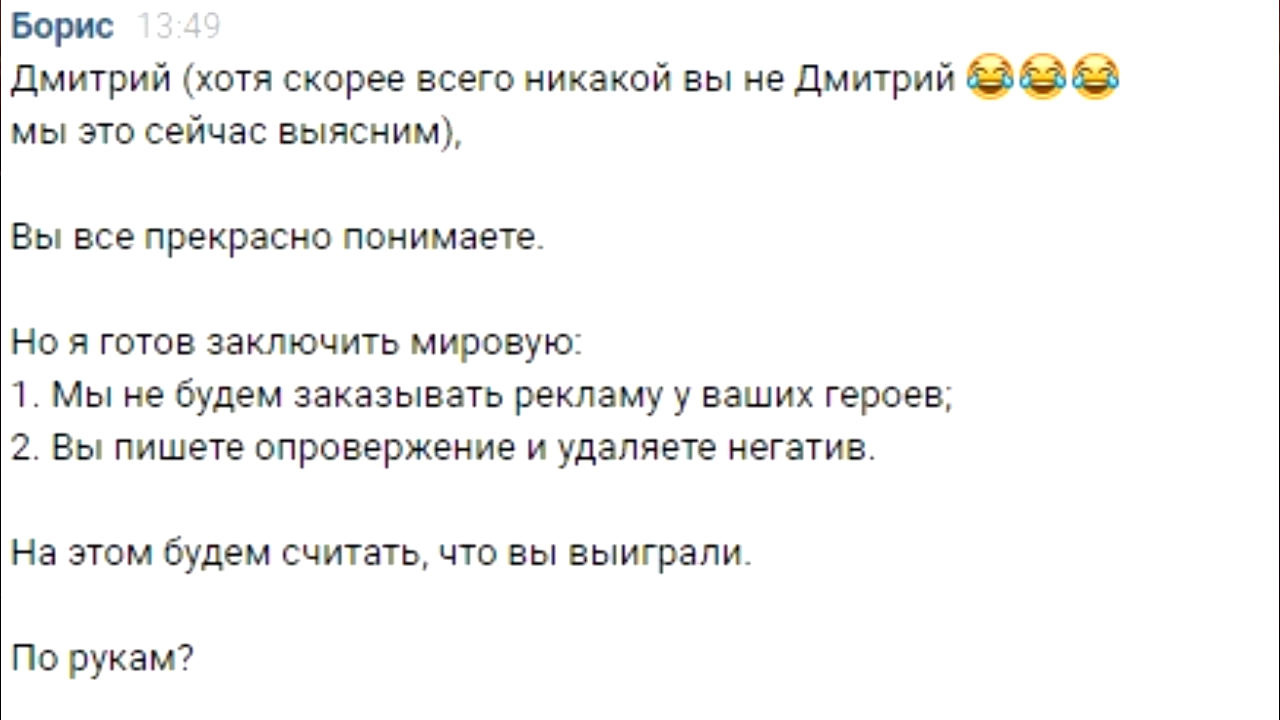 Борис 13:49
Дмитрий (хотя скорее всего никакой вы не Дмитрий 😂😂😂
мы это сейчас выясним),
Вы все прекрасно понимаете.
Но я готов заключить мировую:
1. Мы не будем заказывать рекламу у ваших героев;
2. Вы пишете опровержение и удаляете негатив.
На этом будем считать, что вы выиграли.
По рукам?